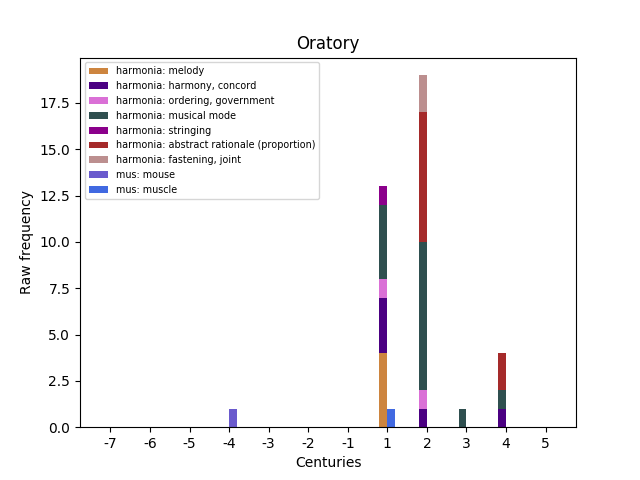 Oratory
harmonia: melody
harmonia: harmony, concord
harmonia: ordering, government
harmonia: musical mode
harmonia: stringing
harmonia: abstract rationale (proportion)
harmonia: fastening, joint
mus: mouse
mus: muscle
17.5
15.0
12.5
10.0
7.5
5.0
2.5
0.0
Raw frequency
-7 -6 -5 -4 -3 -2 -1 1 2 3 4 5
Centuries